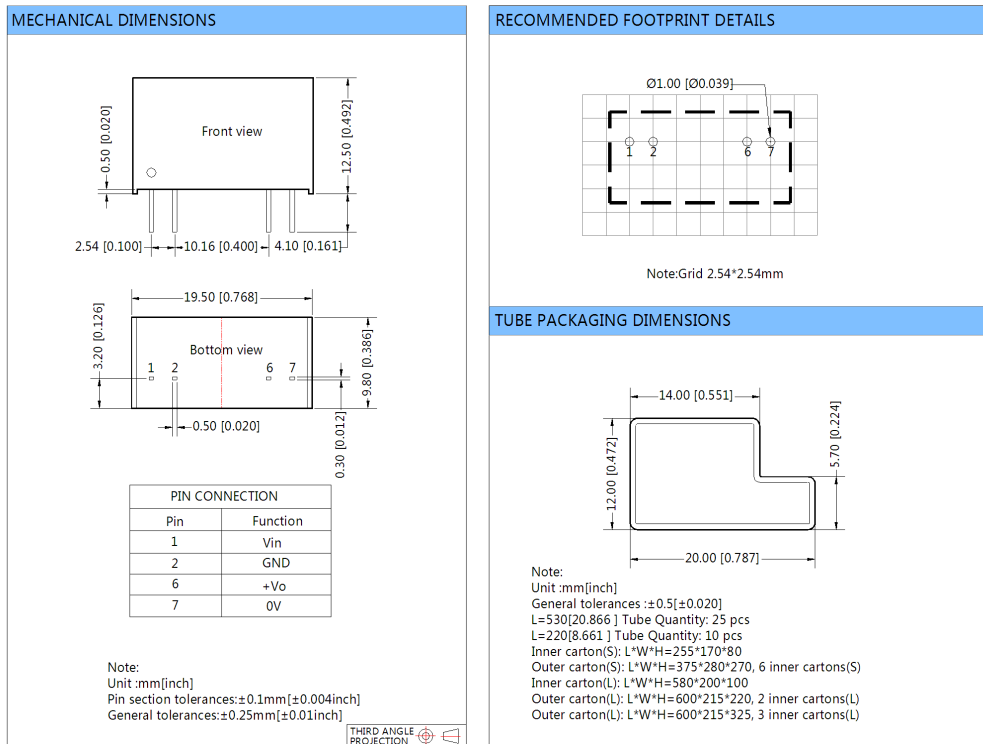 MECHANICAL DIMENSIONS
Front view
0.50 [0.020]
12.50 [0.492]
2.54 [0.100]
10.16 [0.400]
4.10 [0.161]
19.50 [0.768]
3.20 [0.126]
Bottom view
1 2 6 7
9.80 [0.386]
0.50 [0.020]
0.30 [0.012]
PIN CONNECTION
Pin Function
1 Vin
2 GND
6 +Vo
7 0V
Note:
Unit :mm[inch]
Pin section tolerances:±0.1mm[±0.004inch]
General tolerances:±0.25mm[±0.01inch]
THIRD ANGLE
PROJECTION
RECOMMENDED FOOTPRINT DETAILS
Ø1.00 [Ø0.039]
1 2 6 7
Note:Grid 2.54*2.54mm
TUBE PACKAGING DIMENSIONS
14.00 [0.551]
12.00 [0.472]
5.70 [0.224]
20.00 [0.787]
Note:
Unit :mm[inch]
General tolerances :±0.5[±0.020]
L=530[20.866 ] Tube Quantity: 25 pcs
L=220[8.661 ] Tube Quantity: 10 pcs
Inner carton(S): L*W*H=255*170*80
Outer carton(S): L*W*H=375*280*270, 6 inner cartons(S)
Inner carton(L): L*W*H=580*200*100
Outer carton(L): L*W*H=600*215*220, 2 inner cartons(L)
Outer carton(L): L*W*H=600*215*325, 3 inner cartons(L)